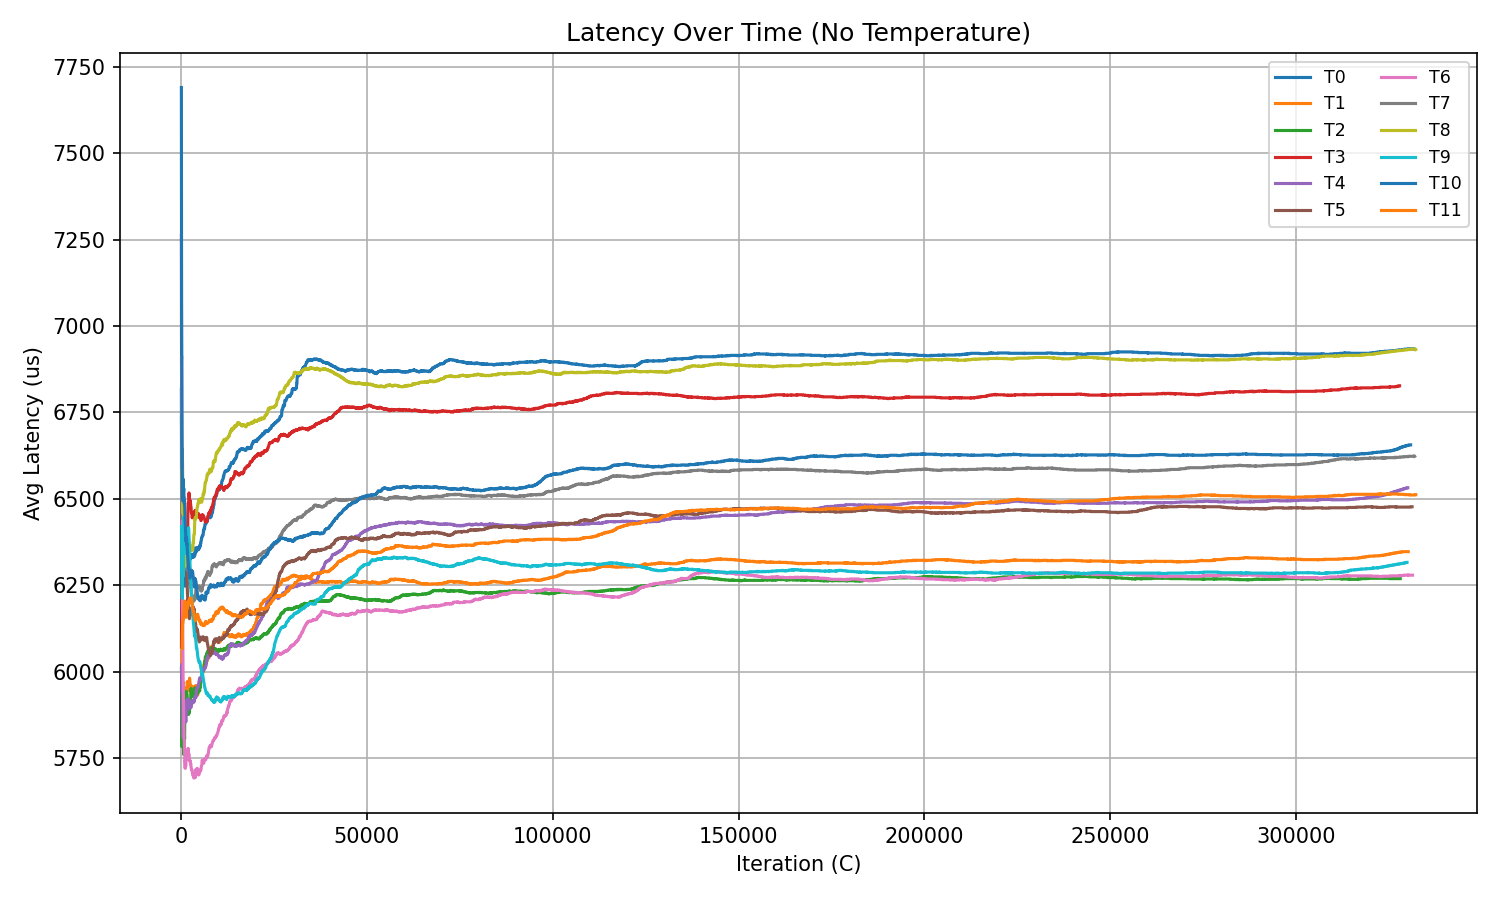 Latency Over Time (No Temperature)
7750
7500
7250
7000
6750
6500
6250
6000
5750
Avg Latency (us)
T0
T1
T2
T3
T4
T5
T6
T7
T8
T9
T10
T11
0
50000
100000
150000
200000
250000
300000
Iteration (C)